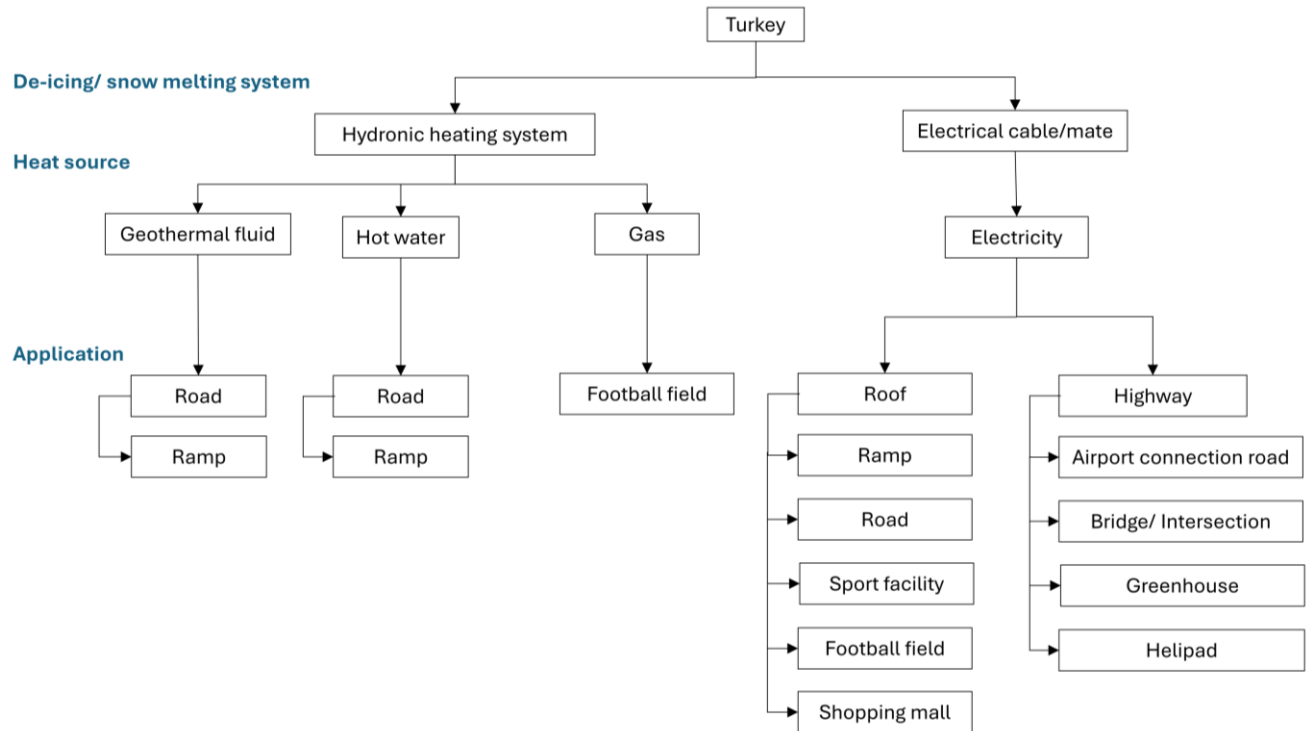 Turkey
De-icing/ snow melting system
Hydronic heating system
Electrical cable/mate
Heat source
Geothermal fluid
Hot water
Gas
Electricity
Application
Road
Road
Football field
Roof
Highway
Ramp
Ramp
Ramp
Airport connection road
Road
Bridge/ Intersection
Sport facility
Greenhouse
Football field
Helipad
Shopping mall